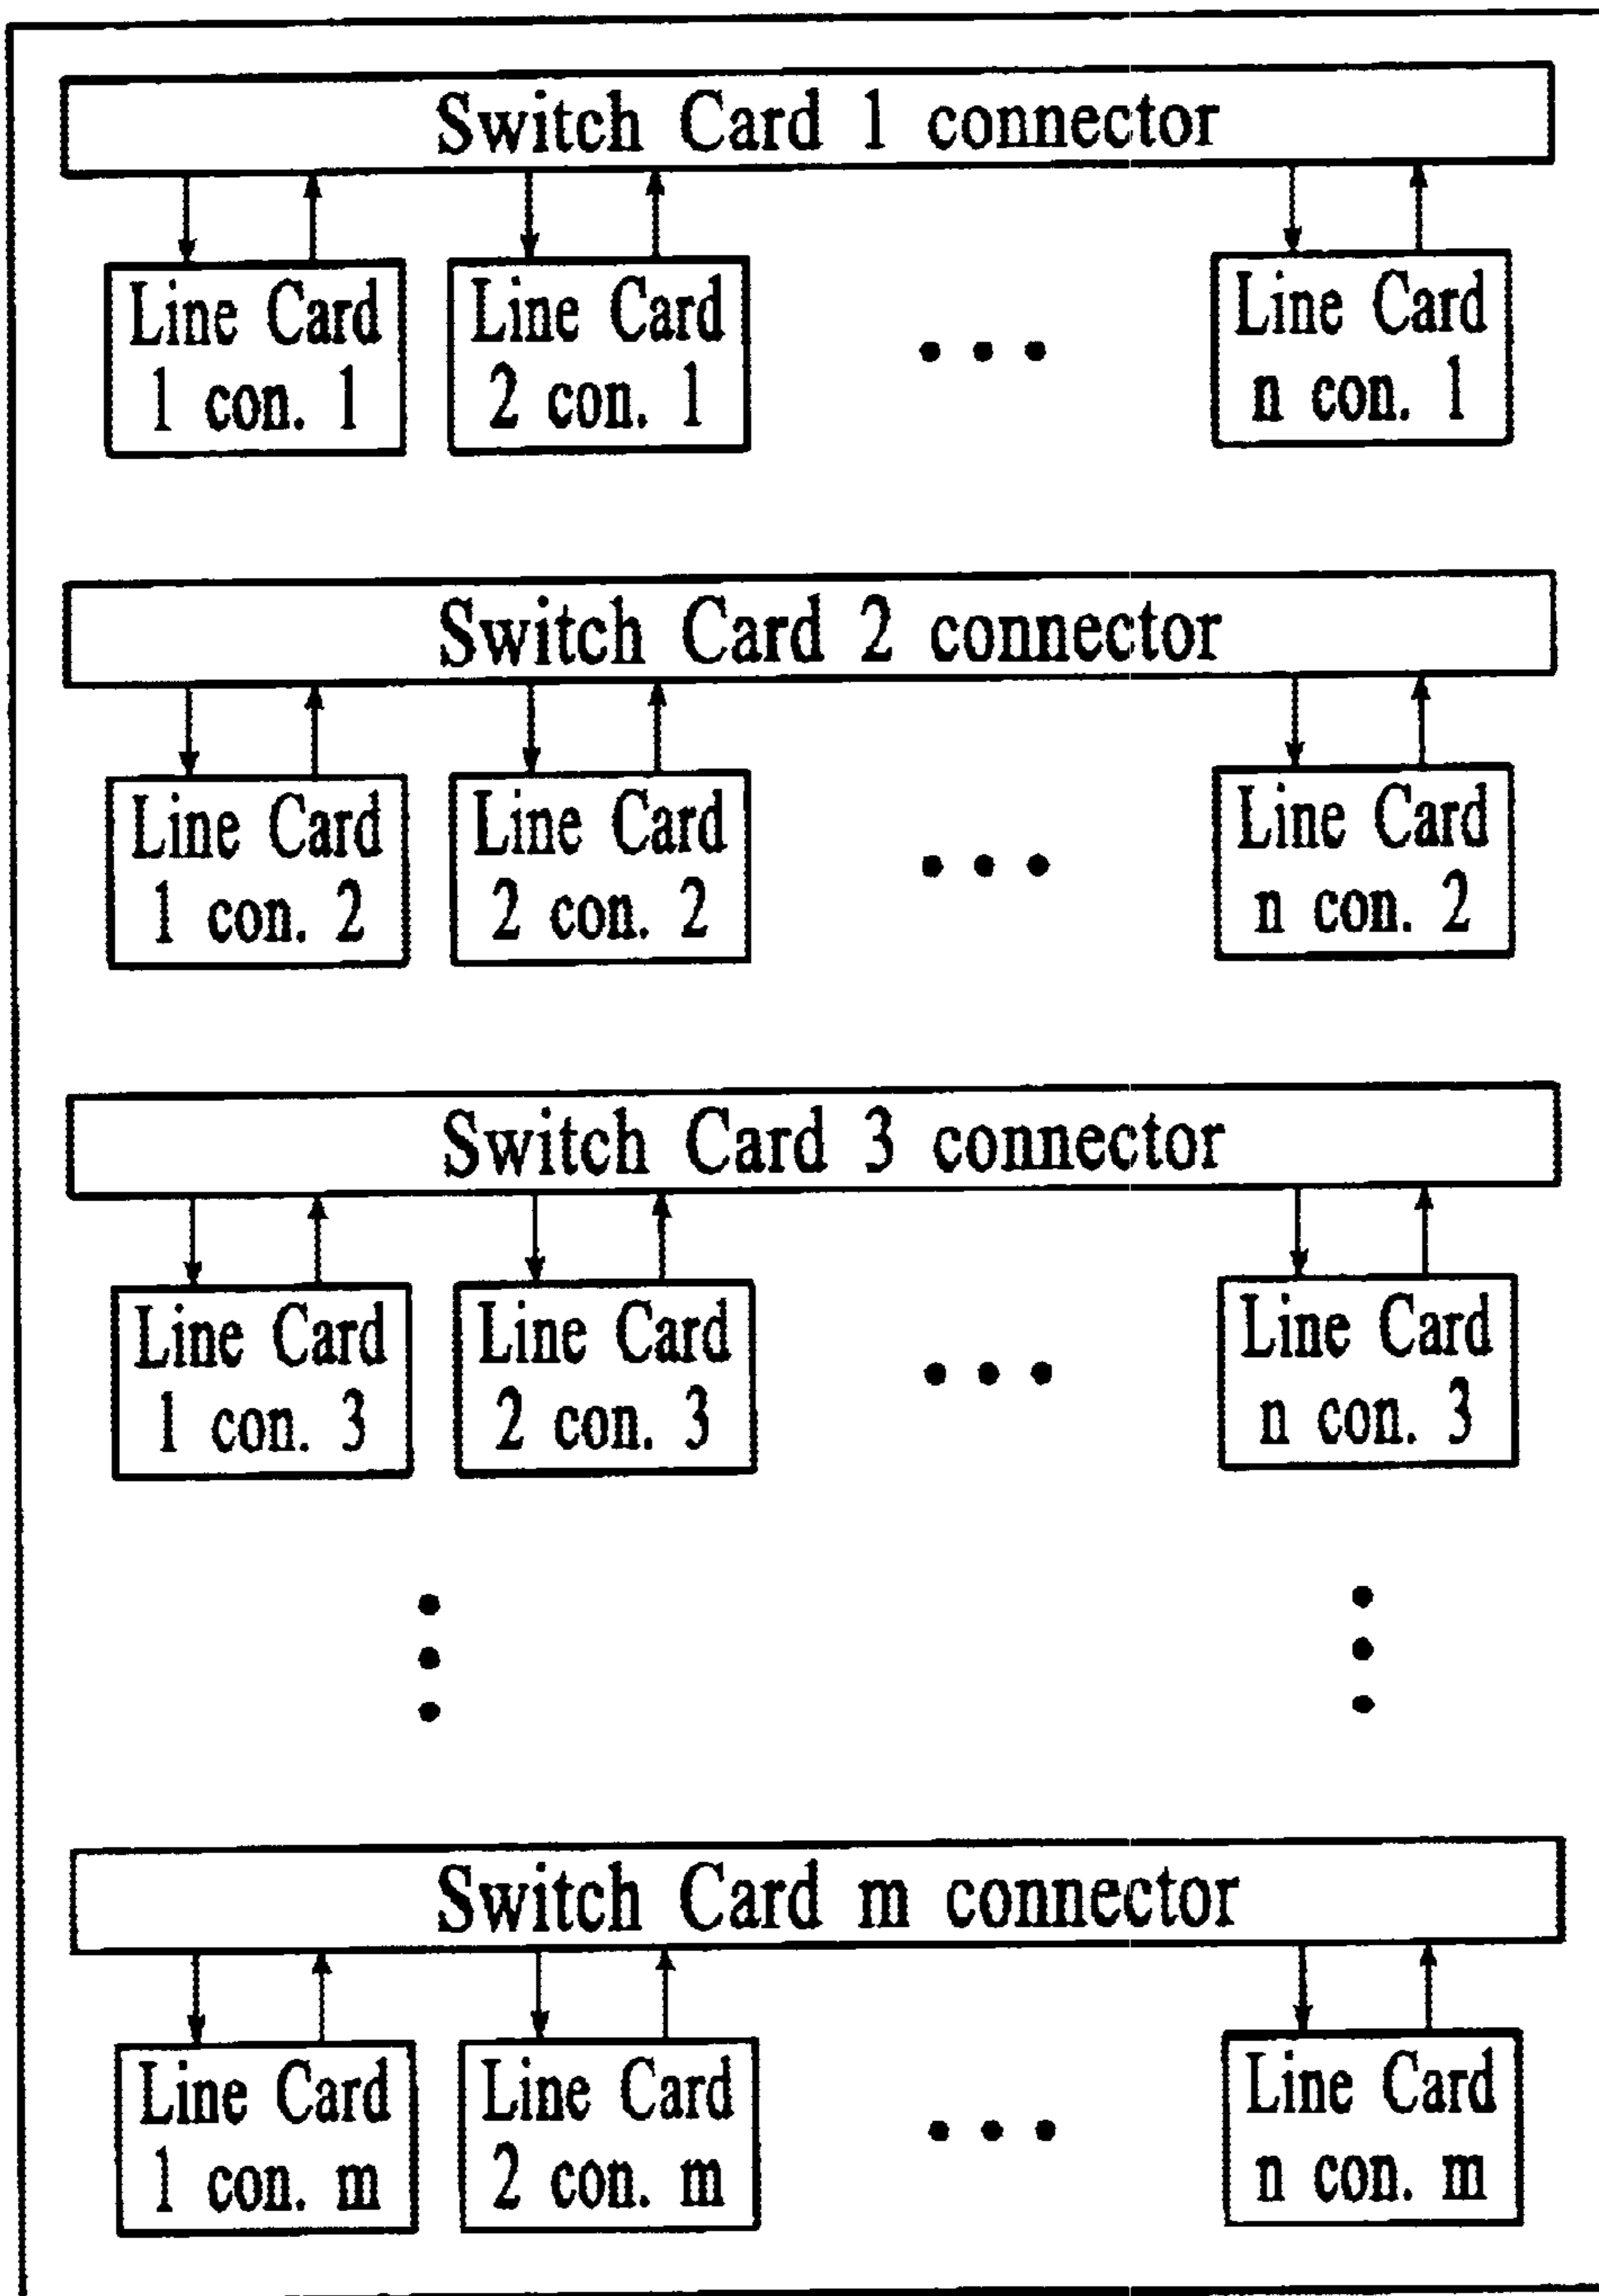 Switch Card 1 connector
Line Card
1 con. 1
Line Card
2 con. 1
Line Card
n con. 1
Switch Card 2 connector
Line Card
1 con. 2
Line Card
2 con. 2
Line Card
n con. 2
Switch Card 3 connector
Line Card
1 con. 3
Line Card
2 con. 3
Line Card
n con. 3
Switch Card m connector
Line Card
1 con. m
Line Card
2 con. m
Line Card
n con. m